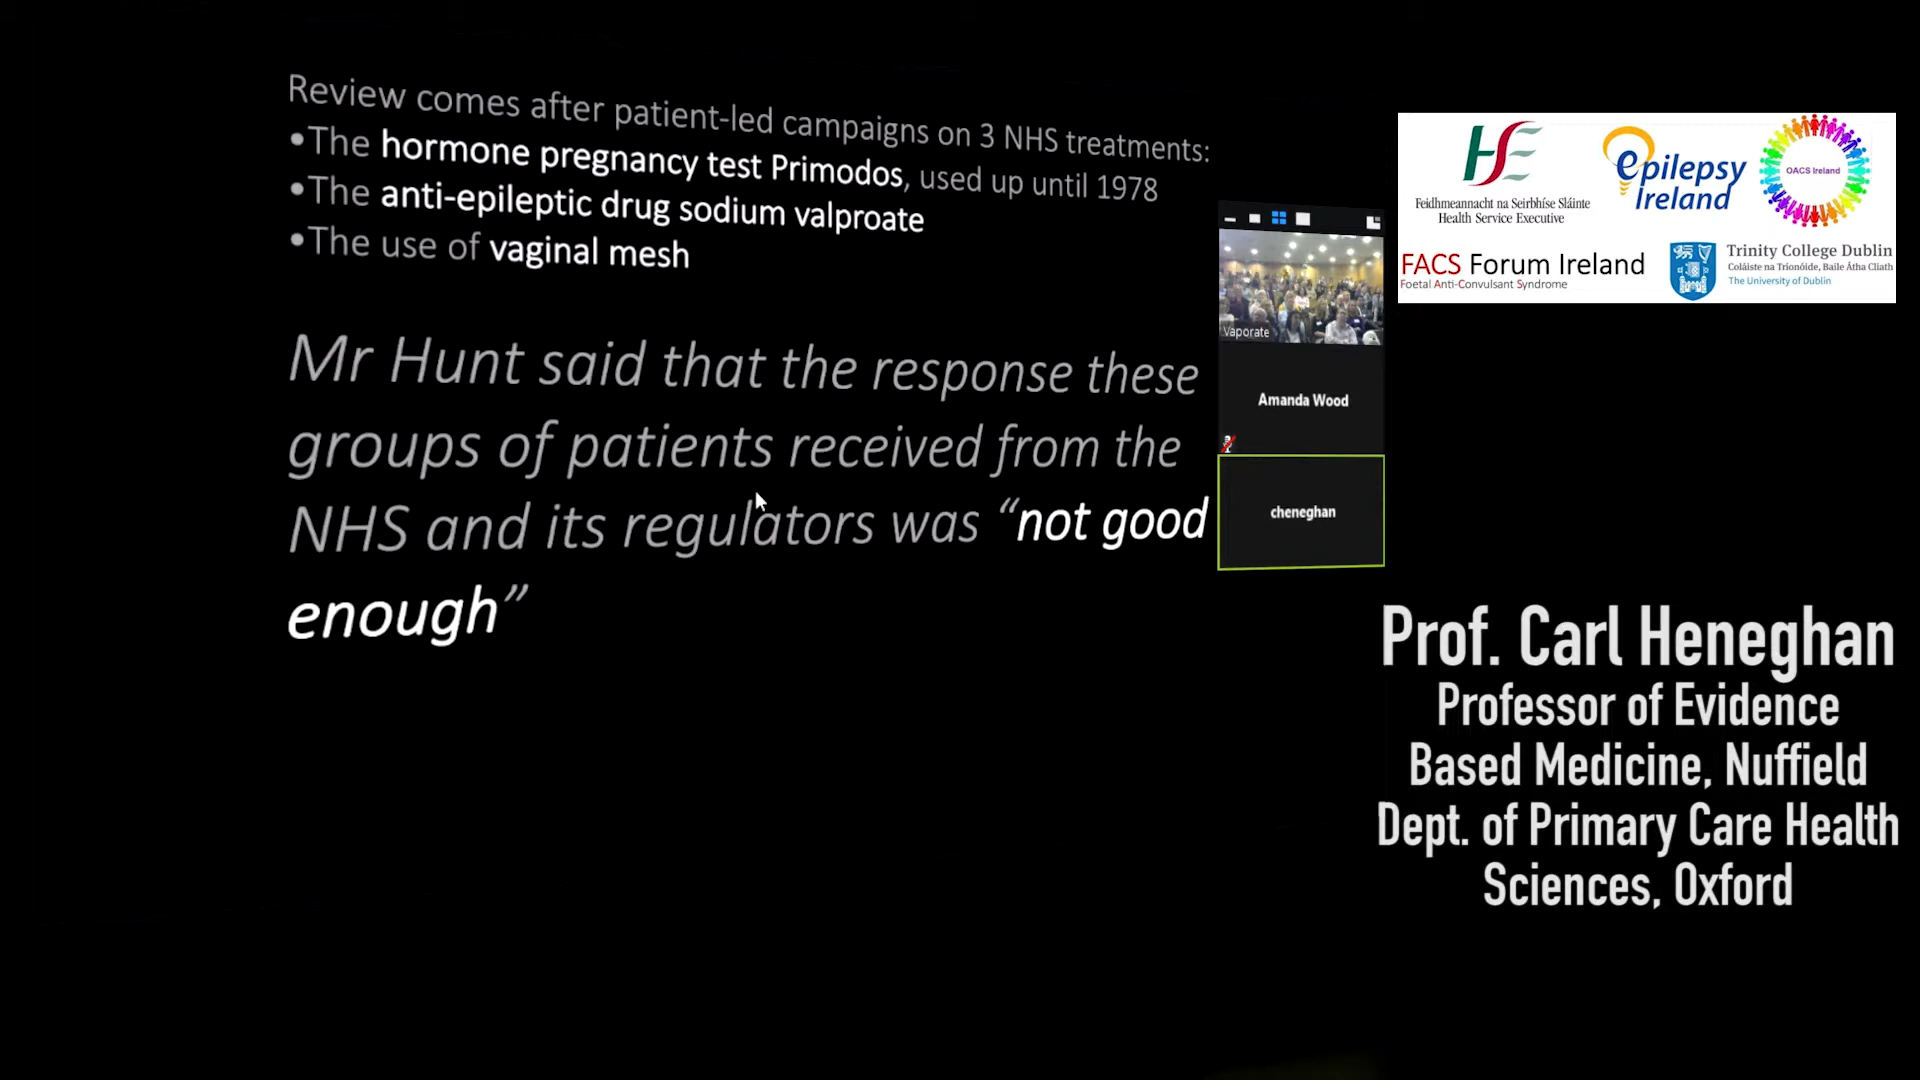 Review comes after patient-led campaigns on 3 NHS treatments:
•The hormone pregnancy test Primodos, used up until 1978
•The anti-epileptic drug sodium valproate
•The use of vaginal mesh
Mr Hunt said that the response these
groups of patients received from the
NHS and its regulators was “not good
enough”
Vaporate
Amanda Wood
cheneghan
Feidhmeannacht na Seirbhíse Sláinte
Health Service Executive
epilepsy
Ireland
OACS Ireland
FACS Forum Ireland
Foetal Anti-Convulsant Syndrome
Trinity College Dublin
Coláiste na Tríonóide, Baile Átha Cliath
The University of Dublin
Prof. Carl Heneghan
Professor of Evidence
Based Medicine, Nuffield
Dept. of Primary Care Health
Sciences, Oxford